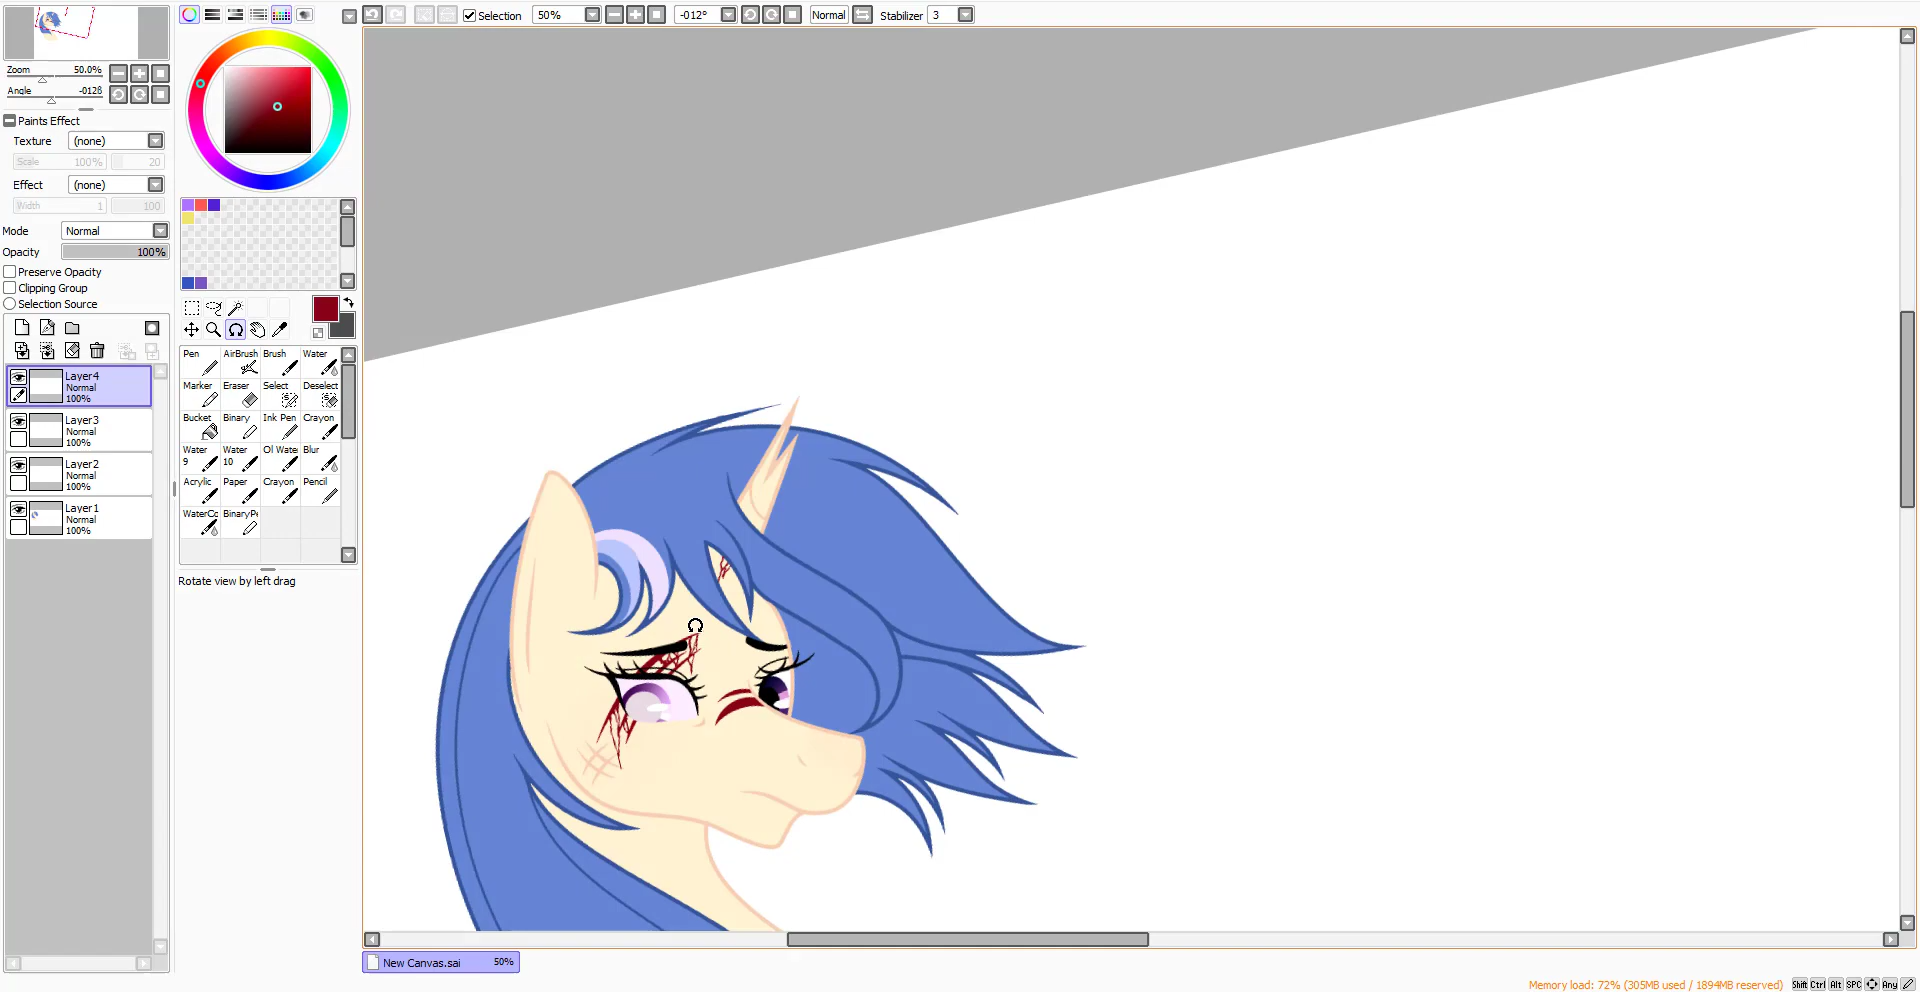 Selection 50% -012° Normal Stabilizer 3
Zoom 50.0%
Angle -012ß
Paints Effect
Texture (none)
Scale 100% 20
Effect (none)
Width 1 100
Mode Normal
Opacity 100%
Preserve Opacity
Clipping Group
Selection Source
Layer4
Normal
100%
Layer3
Normal
100%
Layer2
Normal
100%
Layer1
Normal
100%
Pen AirBrush Brush Water
Marker Eraser Select Deselect
Bucket Binary Ink Pen Crayon
Water 9 Water 10 Ol Wate Blur
Acrylic Paper Crayon Pencil
WaterCo BinaryPe
Rotate view by left drag
New Canvas.sai 50%
Memory load: 72% (305MB used / 1894MB reserved) Shift Ctrl Alt SPC Any